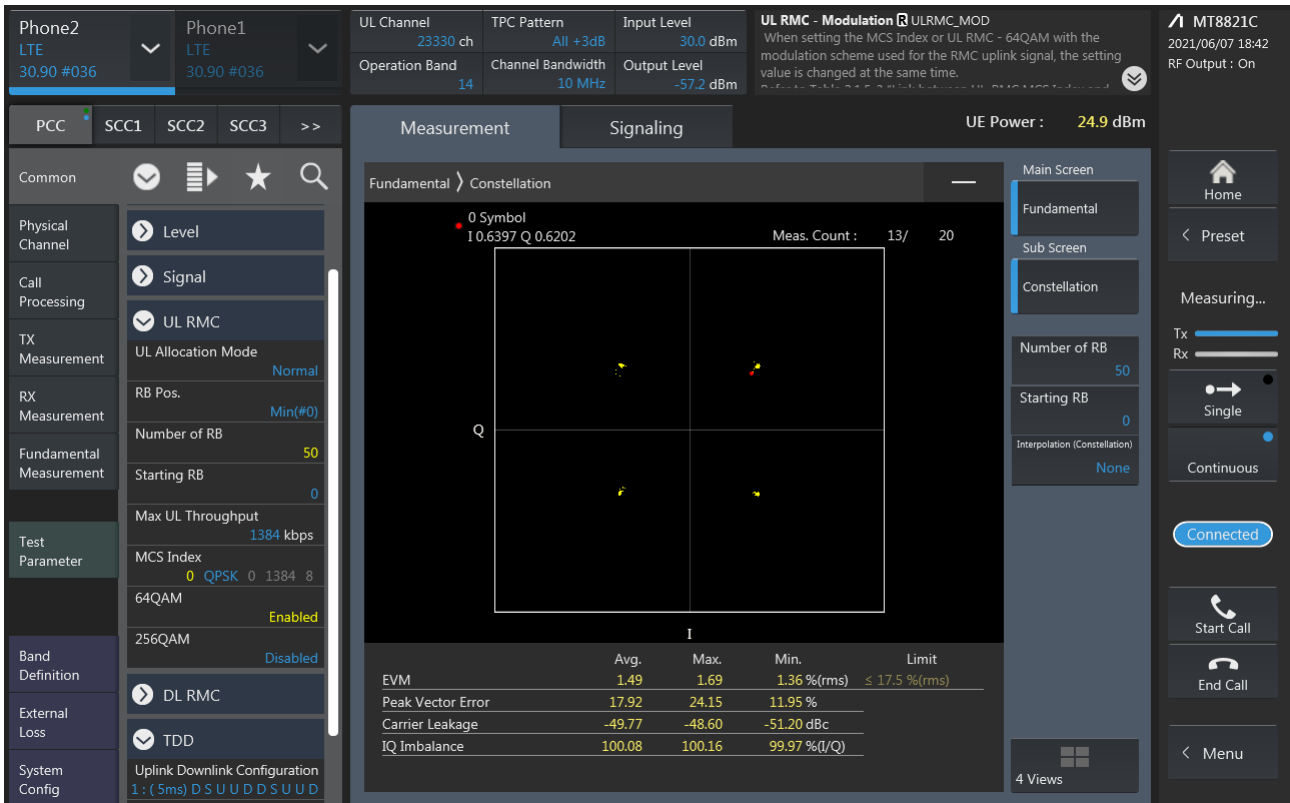 Phone2
LTE
30.90 #036
Phone1
LTE
30.90 #036
UL Channel
23330 ch
TPC Pattern
All +3dB
Input Level
30.0 dBm
Operation Band
14
Channel Bandwidth
10 MHz
Output Level
-57.2 dBm
UL RMC - Modulation R ULRMC_MOD
When setting the MCS Index or UL RMC - 64QAM with the
modulation scheme used for the RMC uplink signal, the setting
value is changed at the same time.
MT8821C
2021/06/07 18:42
RF Output : On
PCC
SCC1
SCC2
SCC3
>>
Measurement
Signaling
UE Power : 24.9 dBm
Common
Physical
Channel
Call
Processing
TX
Measurement
RX
Measurement
Fundamental
Measurement
Test
Parameter
Band
Definition
External
Loss
System
Config
Level
Signal
UL RMC
UL Allocation Mode
Normal
RB Pos.
Min(#0)
Number of RB
50
Starting RB
0
Max UL Throughput
1384 kbps
MCS Index
0 QPSK 0 1384 8
64QAM
Enabled
256QAM
Disabled
DL RMC
TDD
Uplink Downlink Configuration
1 : ( 5ms) D S U U D D S U U D
Fundamental 〉 Constellation
0 Symbol
I 0.6397 Q 0.6202
Meas. Count : 13/ 20
Q
I
Avg. Max. Min. Limit
EVM 1.49 1.69 1.36 %(rms) ≤ 17.5 %(rms)
Peak Vector Error 17.92 24.15 11.95 %
Carrier Leakage -49.77 -48.60 -51.20 dBc
IQ Imbalance 100.08 100.16 99.97 %(I/Q)
Main Screen
Fundamental
Sub Screen
Constellation
Number of RB
50
Starting RB
0
Interpolation (Constellation)
None
4 Views
Home
< Preset
Measuring...
Tx
Rx
Single
Continuous
Connected
Start Call
End Call
< Menu